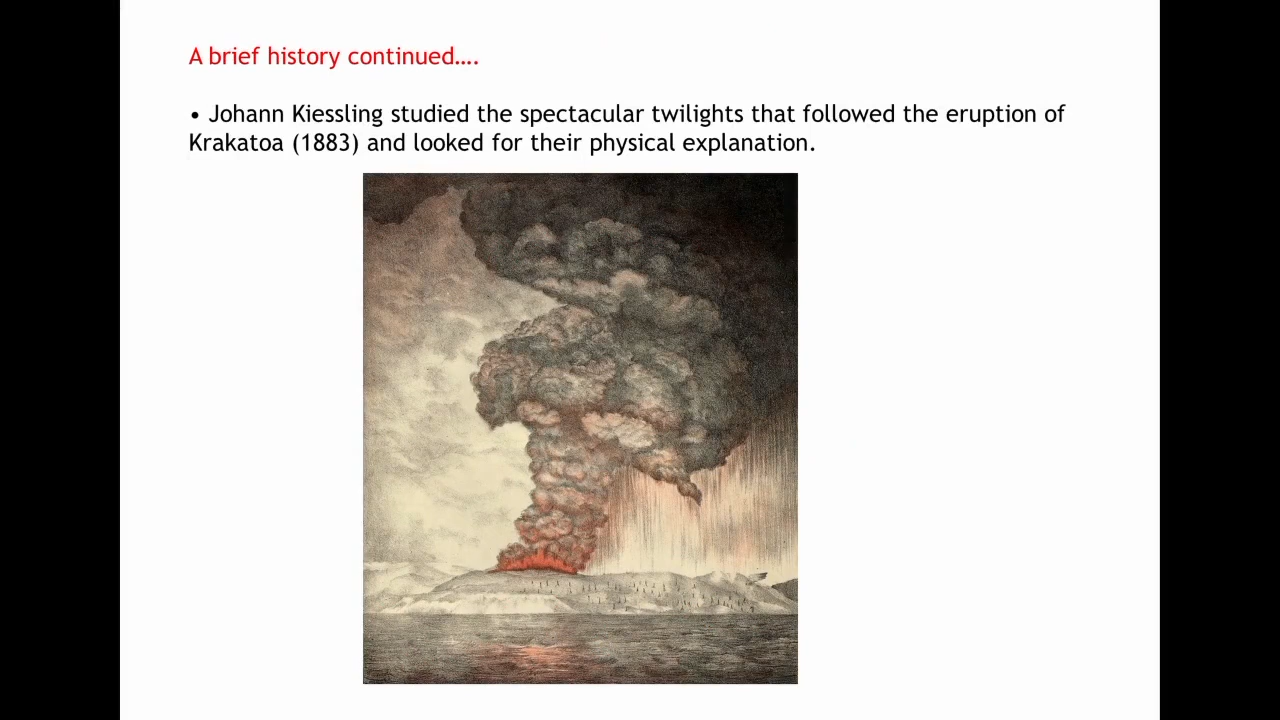 A brief history continued....
• Johann Kiessling studied the spectacular twilights that followed the eruption of
Krakatoa (1883) and looked for their physical explanation.